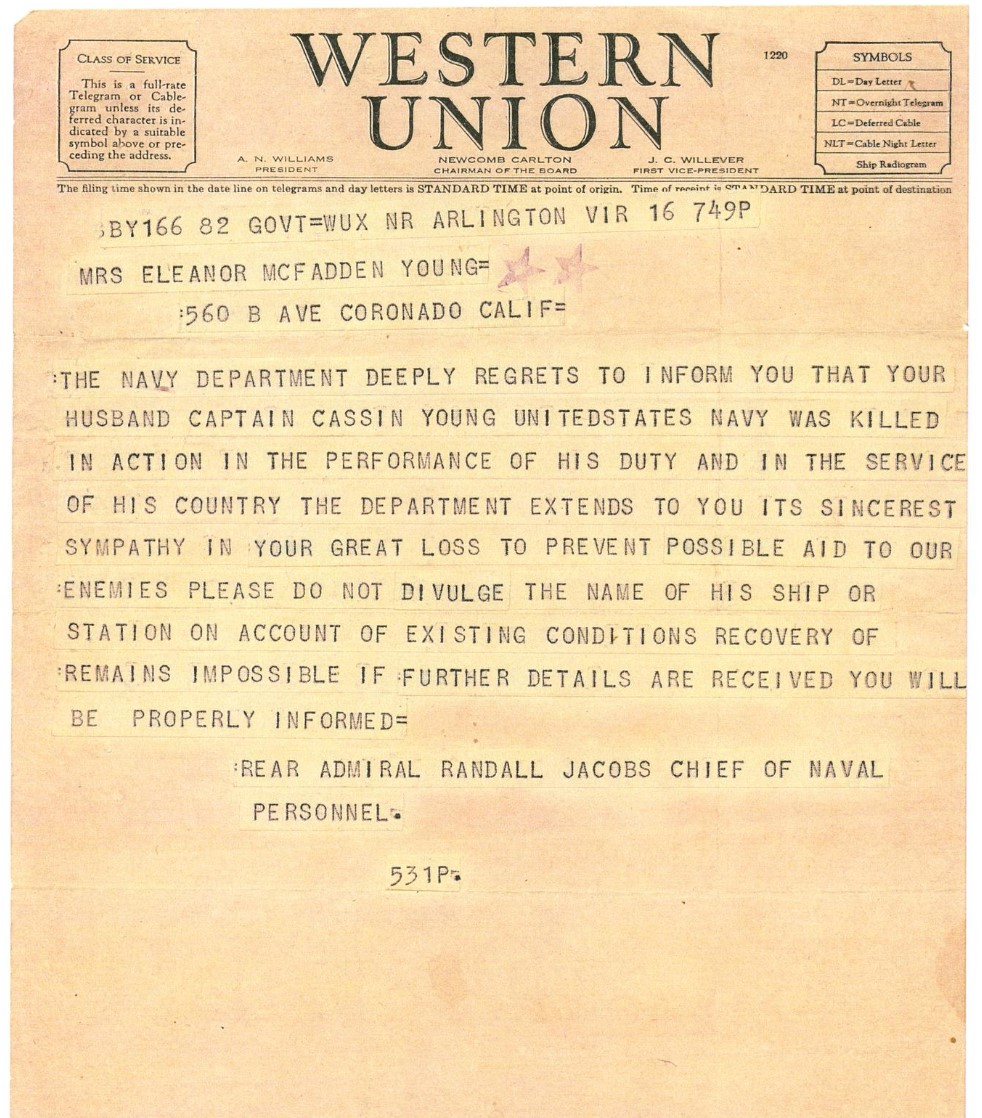 CLASS OF SERVICE
This is a full-rate
Telegram or Cable-
gram unless its de-
ferred character is in-
dicated by a suitable
symbol above or pre-
ceding the address.
WESTERN
UNION
1220
A. N. WILLIAMS
PRESIDENT
NEWCOMB CARLTON
CHAIRMAN OF THE BOARD
J. C. WILLEVER
FIRST VICE-PRESIDENT
SYMBOLS
DL=Day Letter
NT=Overnight Telegram
LC=Deferred Cable
NLT=Cable Night Letter
Ship Radiogram
The filing time shown in the date line on telegrams and day letters is STANDARD TIME at point of origin. Time of receipt is STANDARD TIME at point of destination
SBY166 82 GOVT=WUX NR ARLINGTON VIR 16 749P
MRS ELEANOR MCFADDEN YOUNG=
:560 B AVE CORONADO CALIF=
:THE NAVY DEPARTMENT DEEPLY REGRETS TO INFORM YOU THAT YOUR
HUSBAND CAPTAIN CASSIN YOUNG UNITEDSTATES NAVY WAS KILLED
IN ACTION IN THE PERFORMANCE OF HIS DUTY AND IN THE SERVICE
OF HIS COUNTRY THE DEPARTMENT EXTENDS TO YOU ITS SINCEREST
SYMPATHY IN :YOUR GREAT LOSS TO PREVENT POSSIBLE AID TO OUR
:ENEMIES PLEASE DO NOT DIVULGE THE NAME OF HIS SHIP OR
STATION ON ACCOUNT OF EXISTING CONDITIONS RECOVERY OF
:REMAINS IMPOSSIBLE IF :FURTHER DETAILS ARE RECEIVED YOU WILL
BE PROPERLY INFORMED=
:REAR ADMIRAL RANDALL JACOBS CHIEF OF NAVAL
PERSONNEL.
531P.